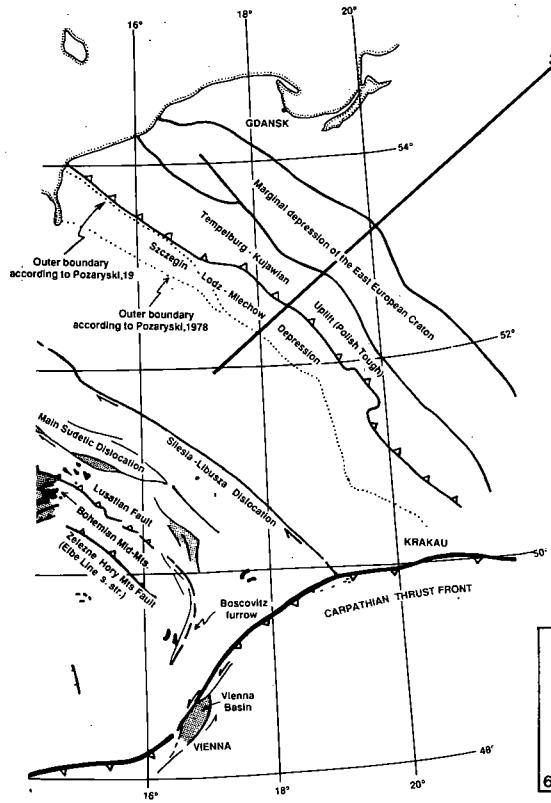 16°
18°
20°
GDANSK
54°
Marginal depression of the East European Craton
Tempelburg - Kujawian
Uplift (Polish Tough)
Szczegin - Lodz - Miechow
Depression
Outer boundary
according to Pozaryski,19
Outer boundary
according to Pozaryski,1978
52°
Silesia-Libusza Dislocation
Main Sudetic Dislocation
Lusatian Fault
Bohemian Mid-Mts.
Zelezne Hory Mts Fault
(Elbe Line s. str.)
KRAKAU
50°
CARPATHIAN THRUST FRONT
Boscovitz
furrow
Vienna
Basin
VIENNA
48°
16°
18°
20°
6